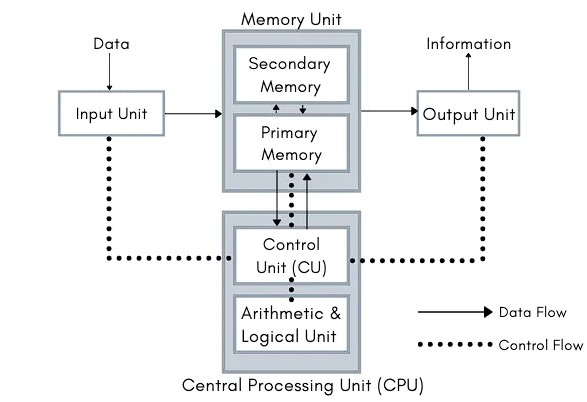 Memory Unit
Data
Information
Secondary
Memory
Input Unit
Output Unit
Primary
Memory
Control
Unit (CU)
Arithmetic &
Logical Unit
Data Flow
Control Flow
Central Processing Unit (CPU)